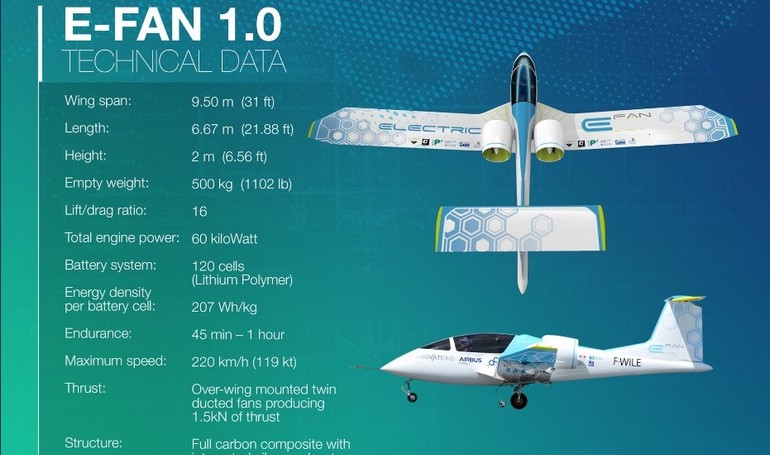 E-FAN 1.0
TECHNICAL DATA
Wing span: 9.50 m (31 ft)
Length: 6.67 m (21.88 ft)
Height: 2 m (6.56 ft)
Empty weight: 500 kg (1102 lb)
Lift/drag ratio: 16
Total engine power: 60 kiloWatt
Battery system: 120 cells
(Lithium Polymer)
Energy density
per battery cell: 207 Wh/kg
Endurance: 45 min – 1 hour
Maximum speed: 220 km/h (119 kt)
Thrust: Over-wing mounted twin
ducted fans producing
1.5kN of thrust
Structure: Full carbon composite with
ELECTRIC
E FAN
INNOVATIONS
AIRBUS
E FAN
F-WILE